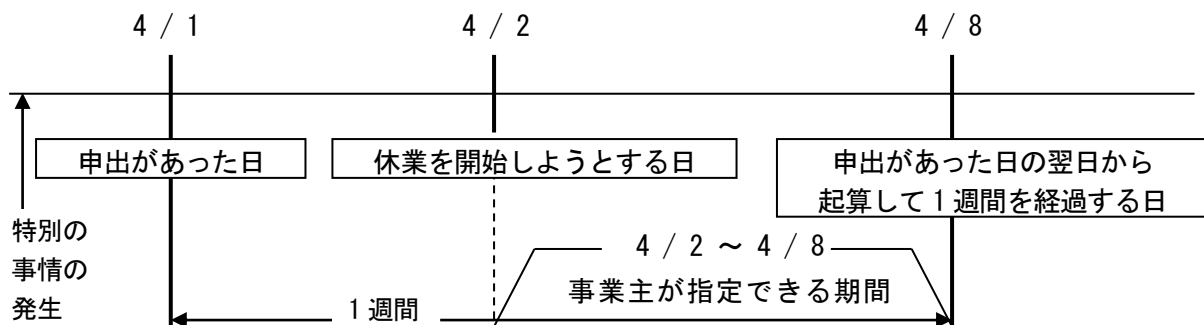 4 / 1
4 / 2
4 / 8
申出があった日
休業を開始しようとする日
申出があった日の翌日から
起算して1週間を経過する日
特別の
事情の
発生
4 / 2 ~ 4 / 8
事業主が指定できる期間
1週間